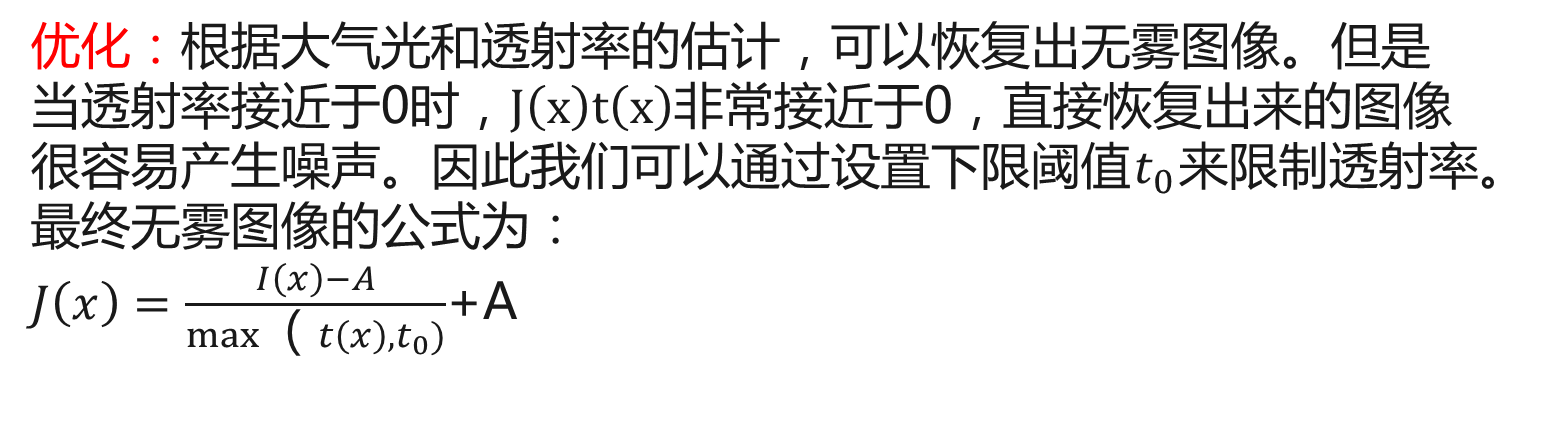 优化：根据大气光和透射率的估计，可以恢复出无雾图像。但是
当透射率接近于0时，J(x)t(x)非常接近于0，直接恢复出来的图像
很容易产生噪声。因此我们可以通过设置下限阈值t₀来限制透射率。
最终无雾图像的公式为：
J(x) = \frac{I(x)−A}{max（t(x),t₀)}+A